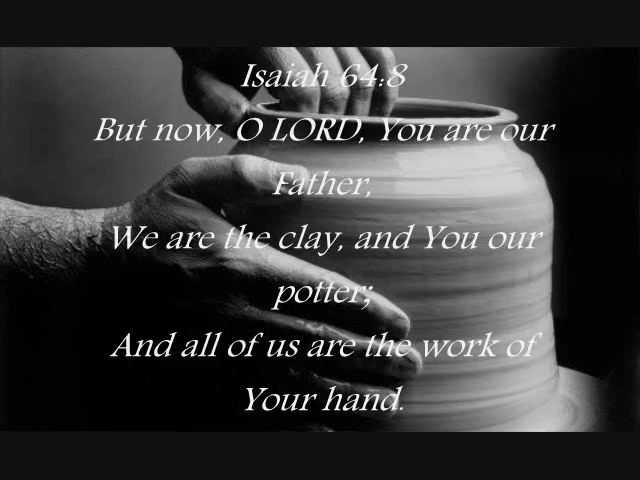 Isaiah 64:8
But now, O LORD, You are our
Father,
We are the clay, and You our
potter;
And all of us are the work of
Your hand.